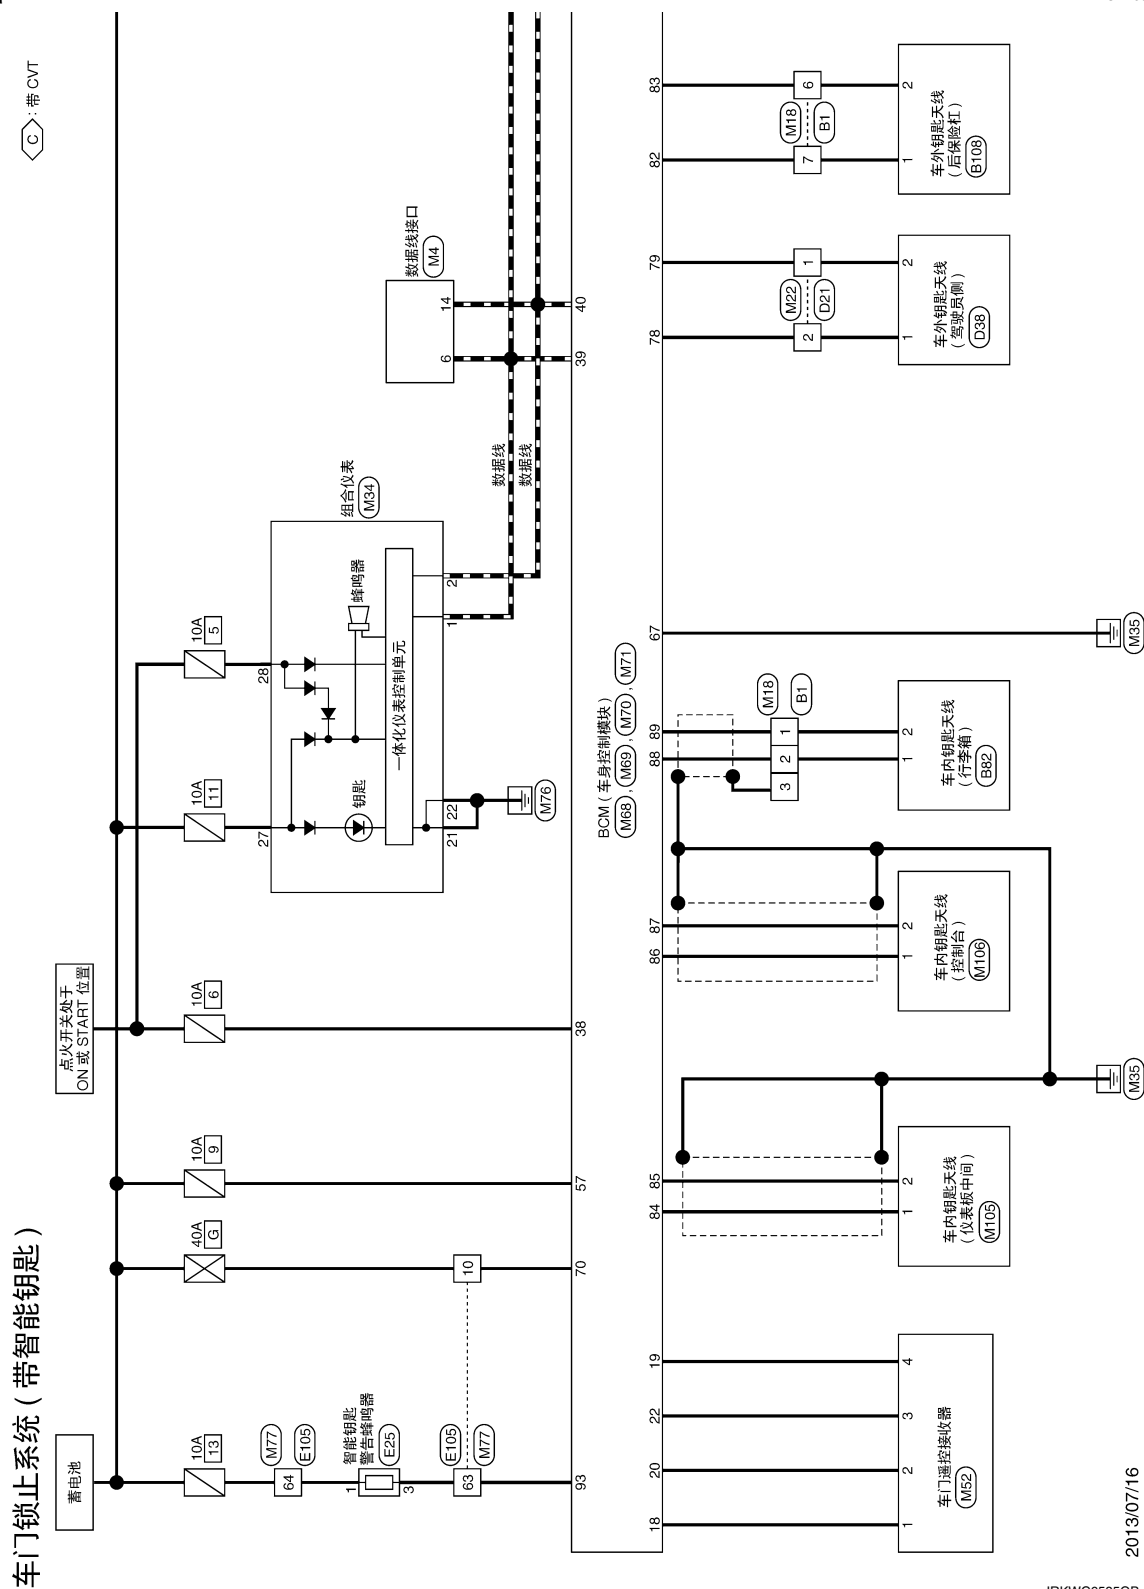 车门锁止系统（带智能钥匙）
C
：带 CVT
蓄电池
点火开关处于
ON 或 START 位置
10A
13
40A
G
10A
9
10A
6
10A
11
10A
5
M77
64
E105
智能钥匙
警告蜂鸣器
E25
1
3
E105
63
M77
10
组合仪表
M34
27
28
钥匙
蜂鸣器
一体化仪表控制单元
21
22
1
2
M76
数据线
数据线
数据线接口
M4
6
14
93
70
57
38
39
40
BCM（车身控制模块）
M68 , M69 , M70 , M71
18
20
22
19
84
85
86
87
88
89
67
78
79
82
83
1
2
3
4
车门遥控接收器
M52
1
2
车内钥匙天线
（仪表板中间）
M105
M35
1
2
车内钥匙天线
（控制台）
M106
3
2
1
M18
B1
1
2
车内钥匙天线
（行李箱）
B82
M35
2
1
M22
D21
1
2
车外钥匙天线
（驾驶员侧）
D38
7
6
M18
B1
1
2
车外钥匙天线
（后保险杠）
B108
2013/07/16